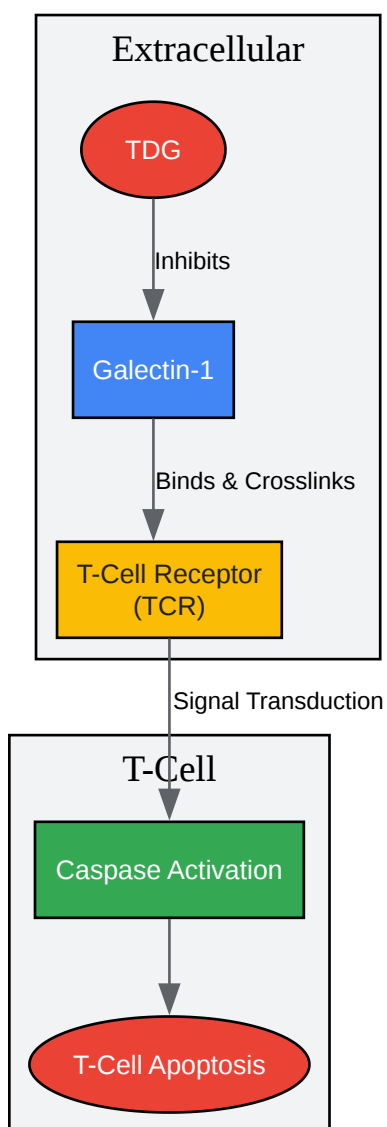 Extracellular
TDG
Inhibits
Galectin-1
Binds & Crosslinks
T-Cell Receptor
(TCR)
Signal Transduction
T-Cell
Caspase Activation
T-Cell Apoptosis